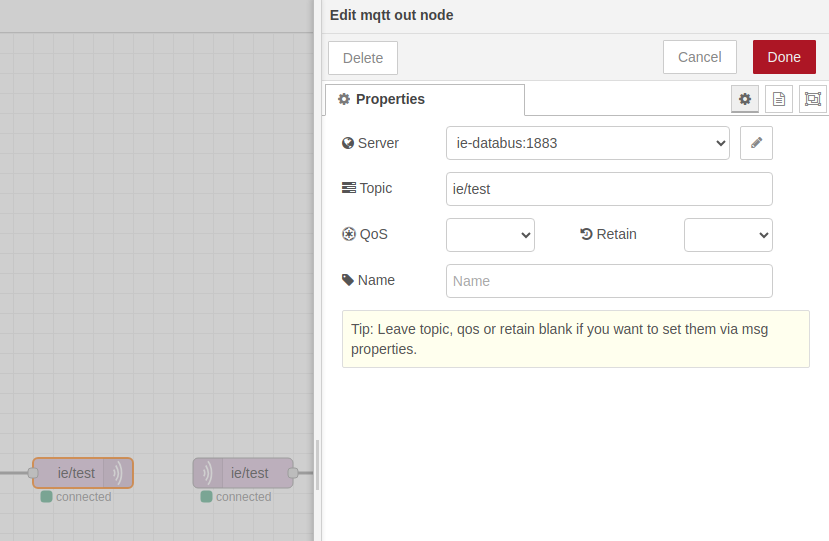 Edit mqtt out node
Delete
Cancel
Done
Properties
Server
ie-databus:1883
Topic
ie/test
QoS
Retain
Name
Name
Tip: Leave topic, qos or retain blank if you want to set them via msg
properties.
ie/test
ie/test
connected
connected